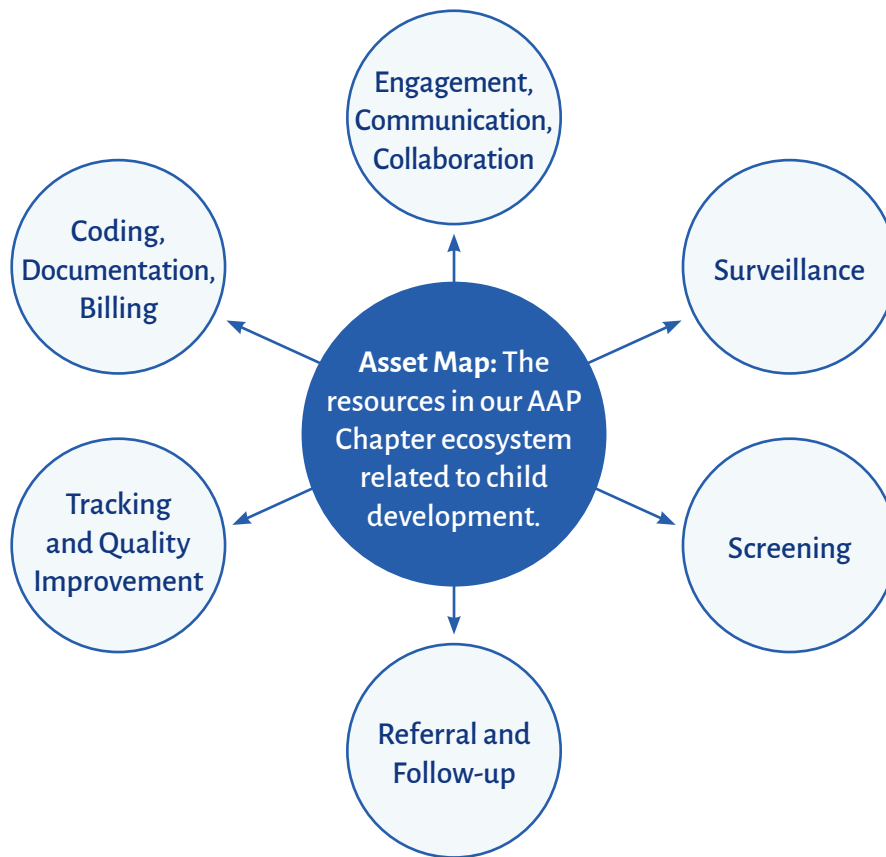 Engagement,
Communication,
Collaboration
Coding,
Documentation,
Billing
Surveillance
Asset Map: The
resources in our AAP
Chapter ecosystem
related to child
development.
Tracking
and Quality
Improvement
Screening
Referral and
Follow-up